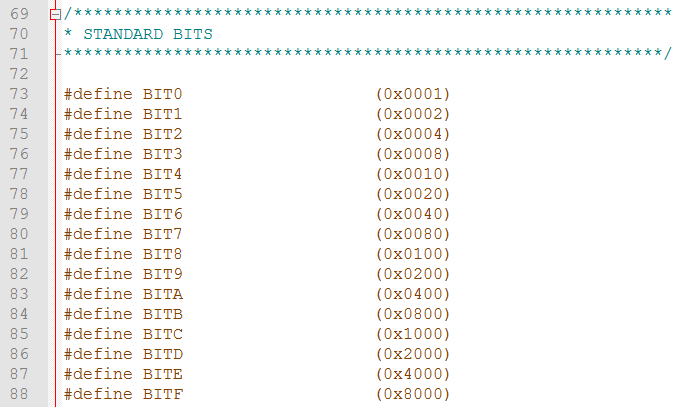 69 /************************************************************
70 * STANDARD BITS
71 ************************************************************/
72
73 #define BIT0 (0x0001)
74 #define BIT1 (0x0002)
75 #define BIT2 (0x0004)
76 #define BIT3 (0x0008)
77 #define BIT4 (0x0010)
78 #define BIT5 (0x0020)
79 #define BIT6 (0x0040)
80 #define BIT7 (0x0080)
81 #define BIT8 (0x0100)
82 #define BIT9 (0x0200)
83 #define BITA (0x0400)
84 #define BITB (0x0800)
85 #define BITC (0x1000)
86 #define BITD (0x2000)
87 #define BITE (0x4000)
88 #define BITF (0x8000)